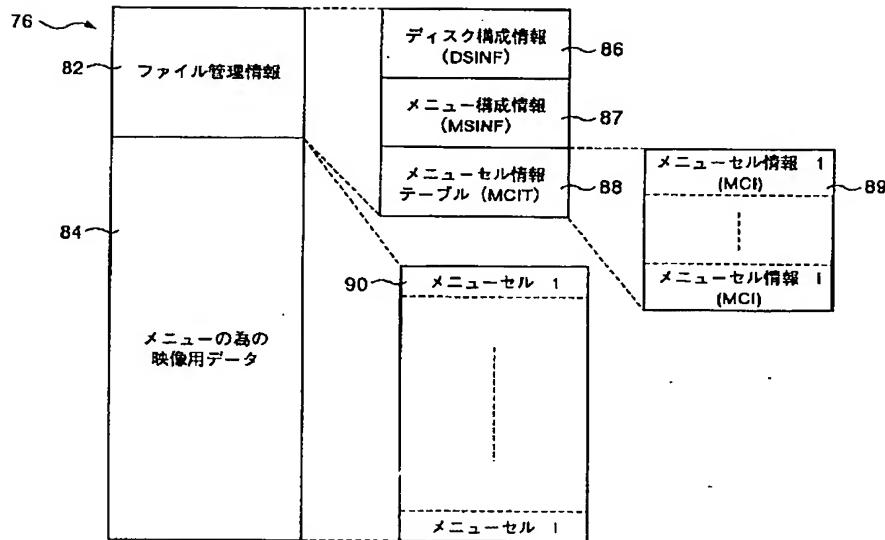 76
82
ファイル管理情報
84
メニューの為の
映像用データ
ディスク構成情報
(DSINF)
86
メニュー構成情報
(MSINF)
87
メニューセル情報
テーブル (MCIT)
88
メニューセル情報 1
(MCI)
89
メニューセル情報 I
(MCI)
90
メニューセル 1
メニューセル I